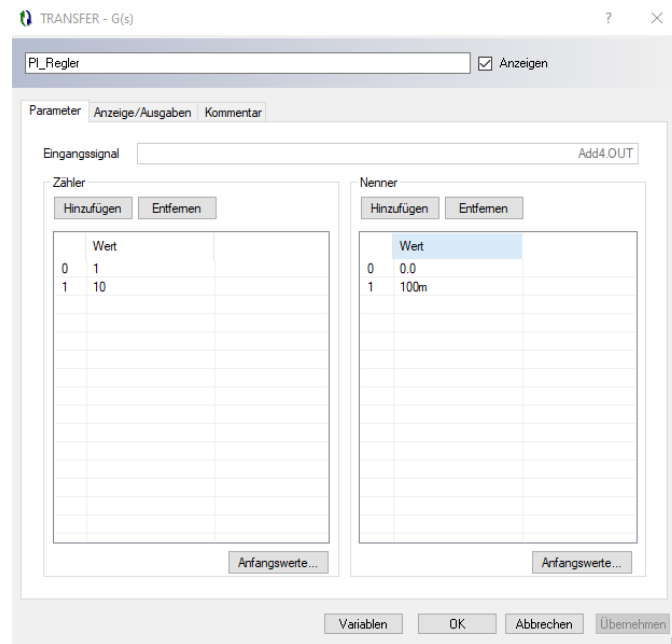 TRANSFER - G(s) ? ×
PI_Regler Anzeigen
Parameter Anzeige/Ausgaben Kommentar
Eingangssignal Add4.OUT
Zähler Nenner
Hinzufügen Entfernen Hinzufügen Entfernen
Wert Wert
0 1 0 0.0
1 10 1 100m
Anfangswerte... Anfangswerte...
Variablen OK Abbrechen Übernehmen